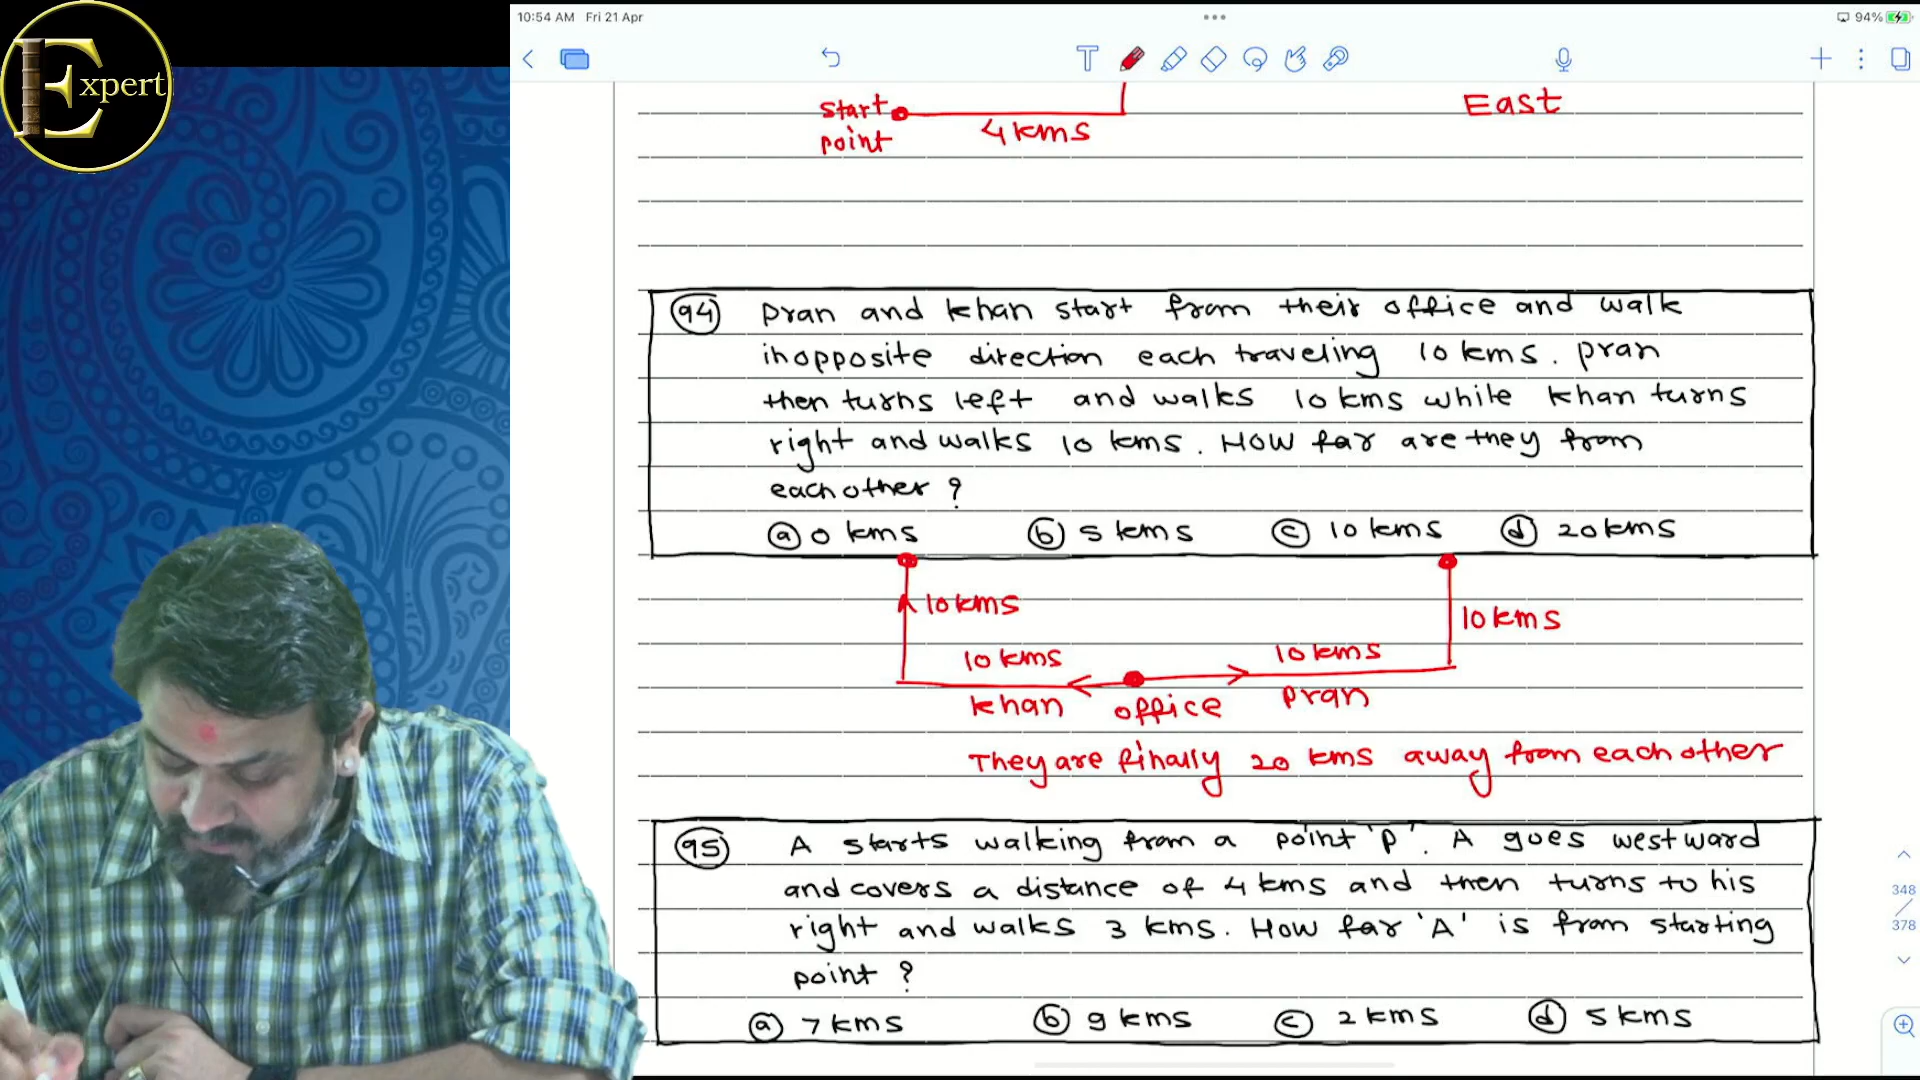 Expert
10:54 AM Fri 21 Apr
94%
start
point
4 kms
East
94 Pran and khan start from their office and walk
in opposite direction each traveling 10 kms. Pran
then turns left and walks 10 kms while khan turns
right and walks 10 kms. How far are they from
each other ?
a 0 kms b 5 kms c 10 kms d 20 kms
10 kms
10 kms
10 kms
10 kms
khan
office
Pran
They are finally 20 kms away from each other
95 A starts walking from a point 'P'. A goes westward
and covers a distance of 4 kms and then turns to his
right and walks 3 kms. How far 'A' is from starting
point ?
a 7 kms b 9 kms c 2 kms d 5 kms
348
378